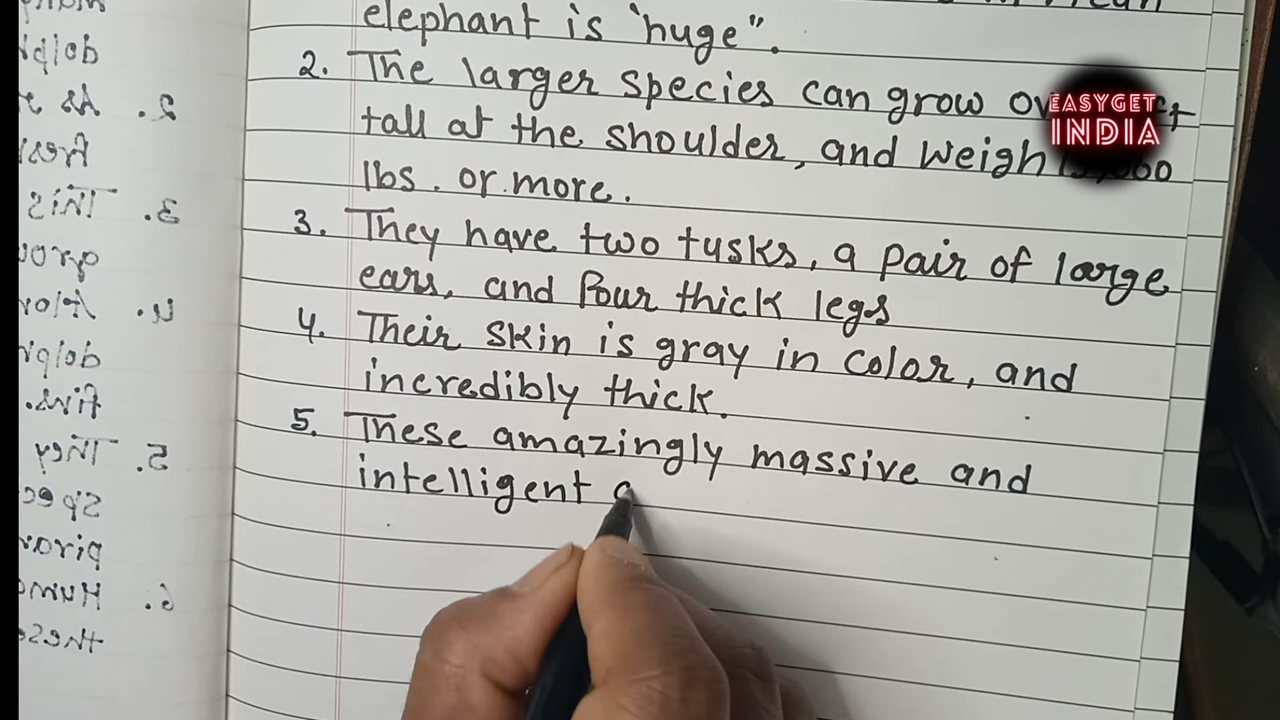 elephant is "huge".
2. The larger species can grow
EASYGET
INDIA
tall at the shoulder, and weigh
lbs. or more.
3. They have two tusks, a pair of large
ears, and Pour thick legs
4. Their skin is gray in color, and
incredibly thick.
5. These amazingly massive and
intelligent a